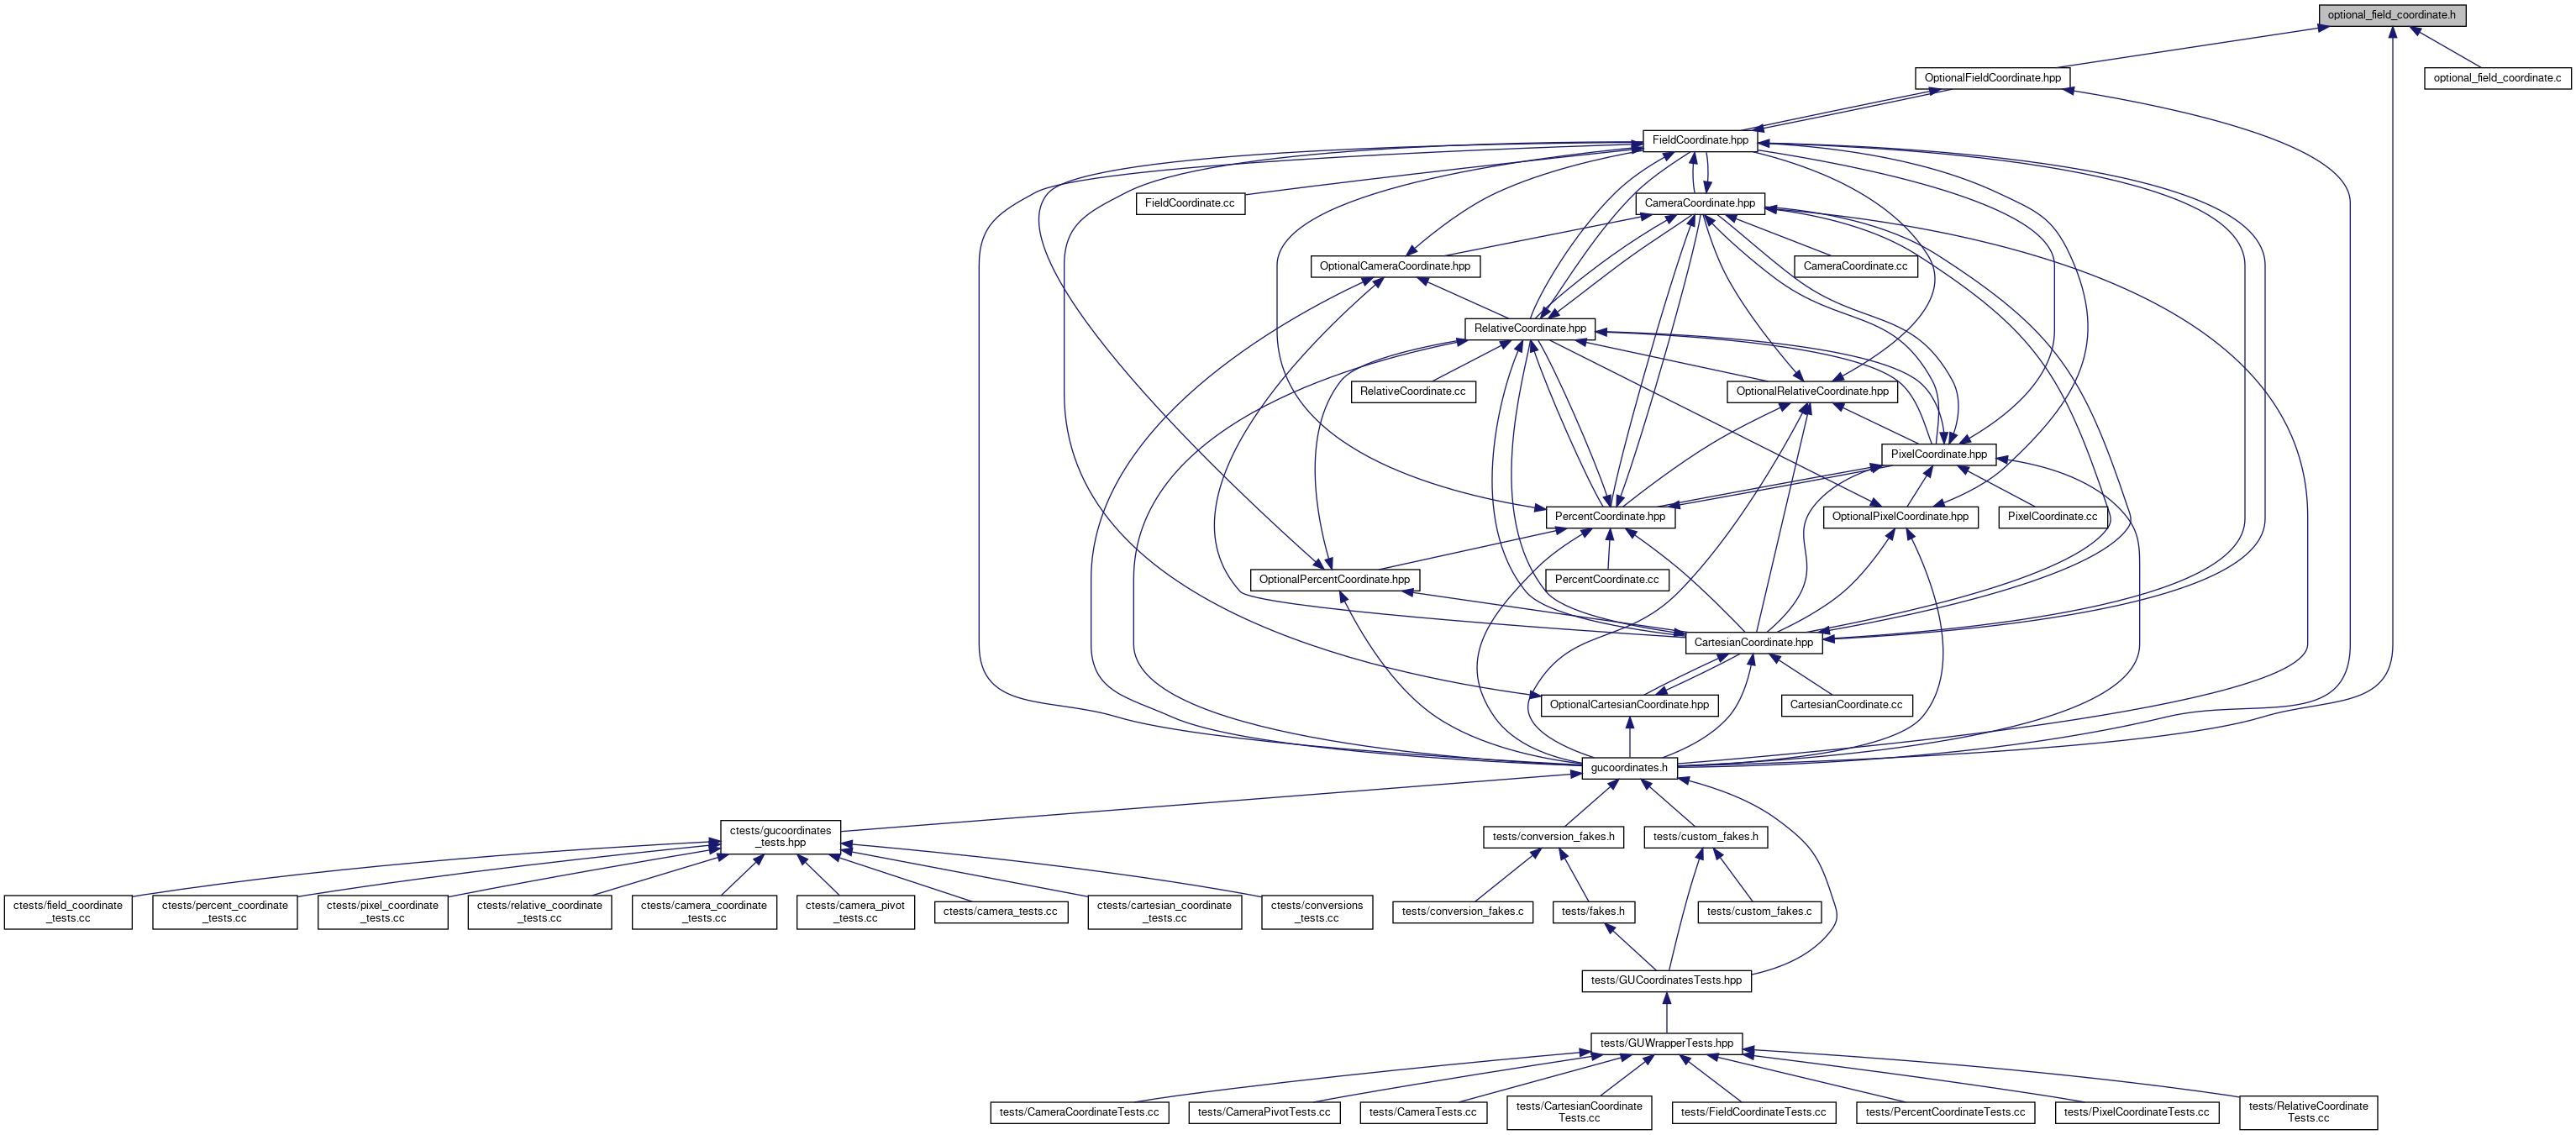 optional_field_coordinate.h
OptionalFieldCoordinate.hpp
optional_field_coordinate.c
FieldCoordinate.hpp
FieldCoordinate.cc
CameraCoordinate.hpp
OptionalCameraCoordinate.hpp
CameraCoordinate.cc
RelativeCoordinate.hpp
RelativeCoordinate.cc
OptionalRelativeCoordinate.hpp
PixelCoordinate.hpp
PercentCoordinate.hpp
OptionalPixelCoordinate.hpp
PixelCoordinate.cc
OptionalPercentCoordinate.hpp
PercentCoordinate.cc
CartesianCoordinate.hpp
OptionalCartesianCoordinate.hpp
CartesianCoordinate.cc
gucoordinates.h
ctests/gucoordinates
_tests.hpp
tests/conversion_fakes.h
tests/custom_fakes.h
ctests/field_coordinate
_tests.cc
ctests/percent_coordinate
_tests.cc
ctests/pixel_coordinate
_tests.cc
ctests/relative_coordinate
_tests.cc
ctests/camera_coordinate
_tests.cc
ctests/camera_pivot
_tests.cc
ctests/camera_tests.cc
ctests/cartesian_coordinate
_tests.cc
ctests/conversions
_tests.cc
tests/conversion_fakes.c
tests/fakes.h
tests/custom_fakes.c
tests/GUCoordinatesTests.hpp
tests/GUWrapperTests.hpp
tests/CameraCoordinateTests.cc
tests/CameraPivotTests.cc
tests/CameraTests.cc
tests/CartesianCoordinate
Tests.cc
tests/FieldCoordinateTests.cc
tests/PercentCoordinateTests.cc
tests/PixelCoordinateTests.cc
tests/RelativeCoordinate
Tests.cc